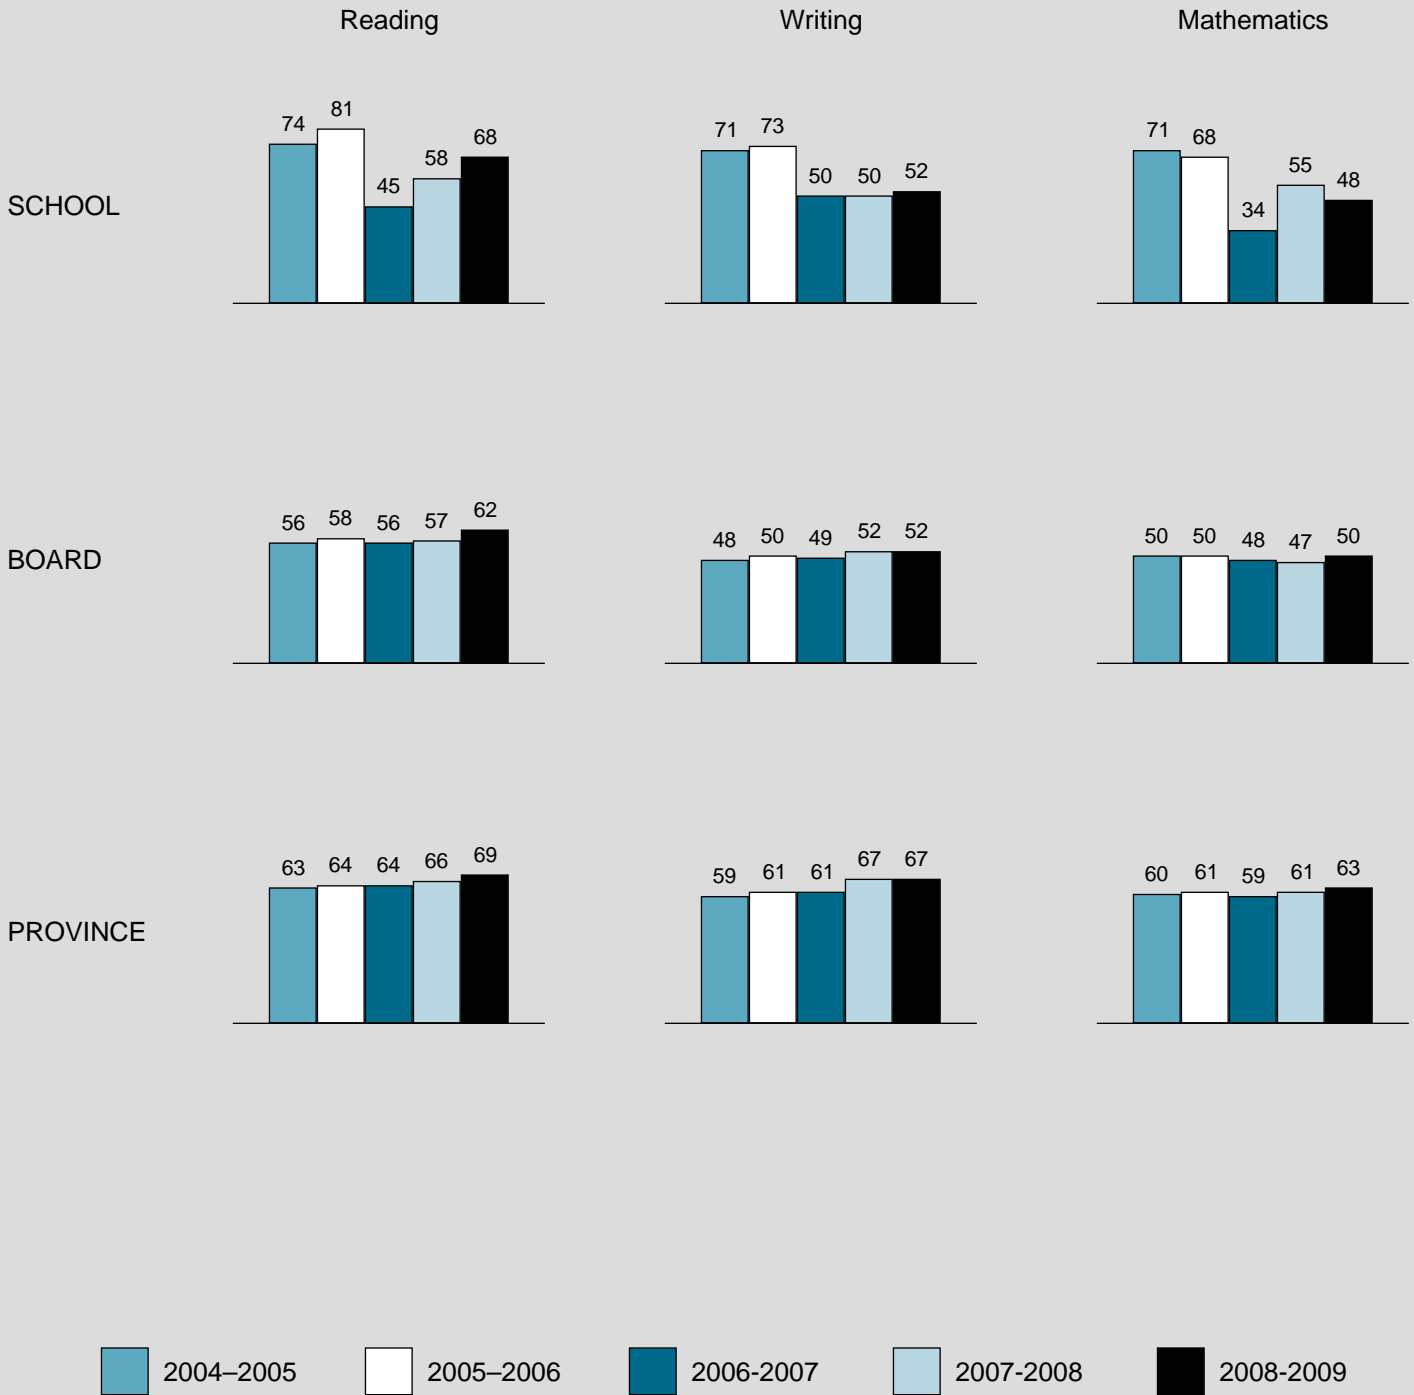 Reading Writing Mathematics
SCHOOL
74 81 45 58 68
71 73 50 50 52
71 68 34 55 48
BOARD
56 58 56 57 62
48 50 49 52 52
50 50 48 47 50
PROVINCE
63 64 64 66 69
59 61 61 67 67
60 61 59 61 63
2004–2005 2005–2006 2006-2007 2007-2008 2008-2009